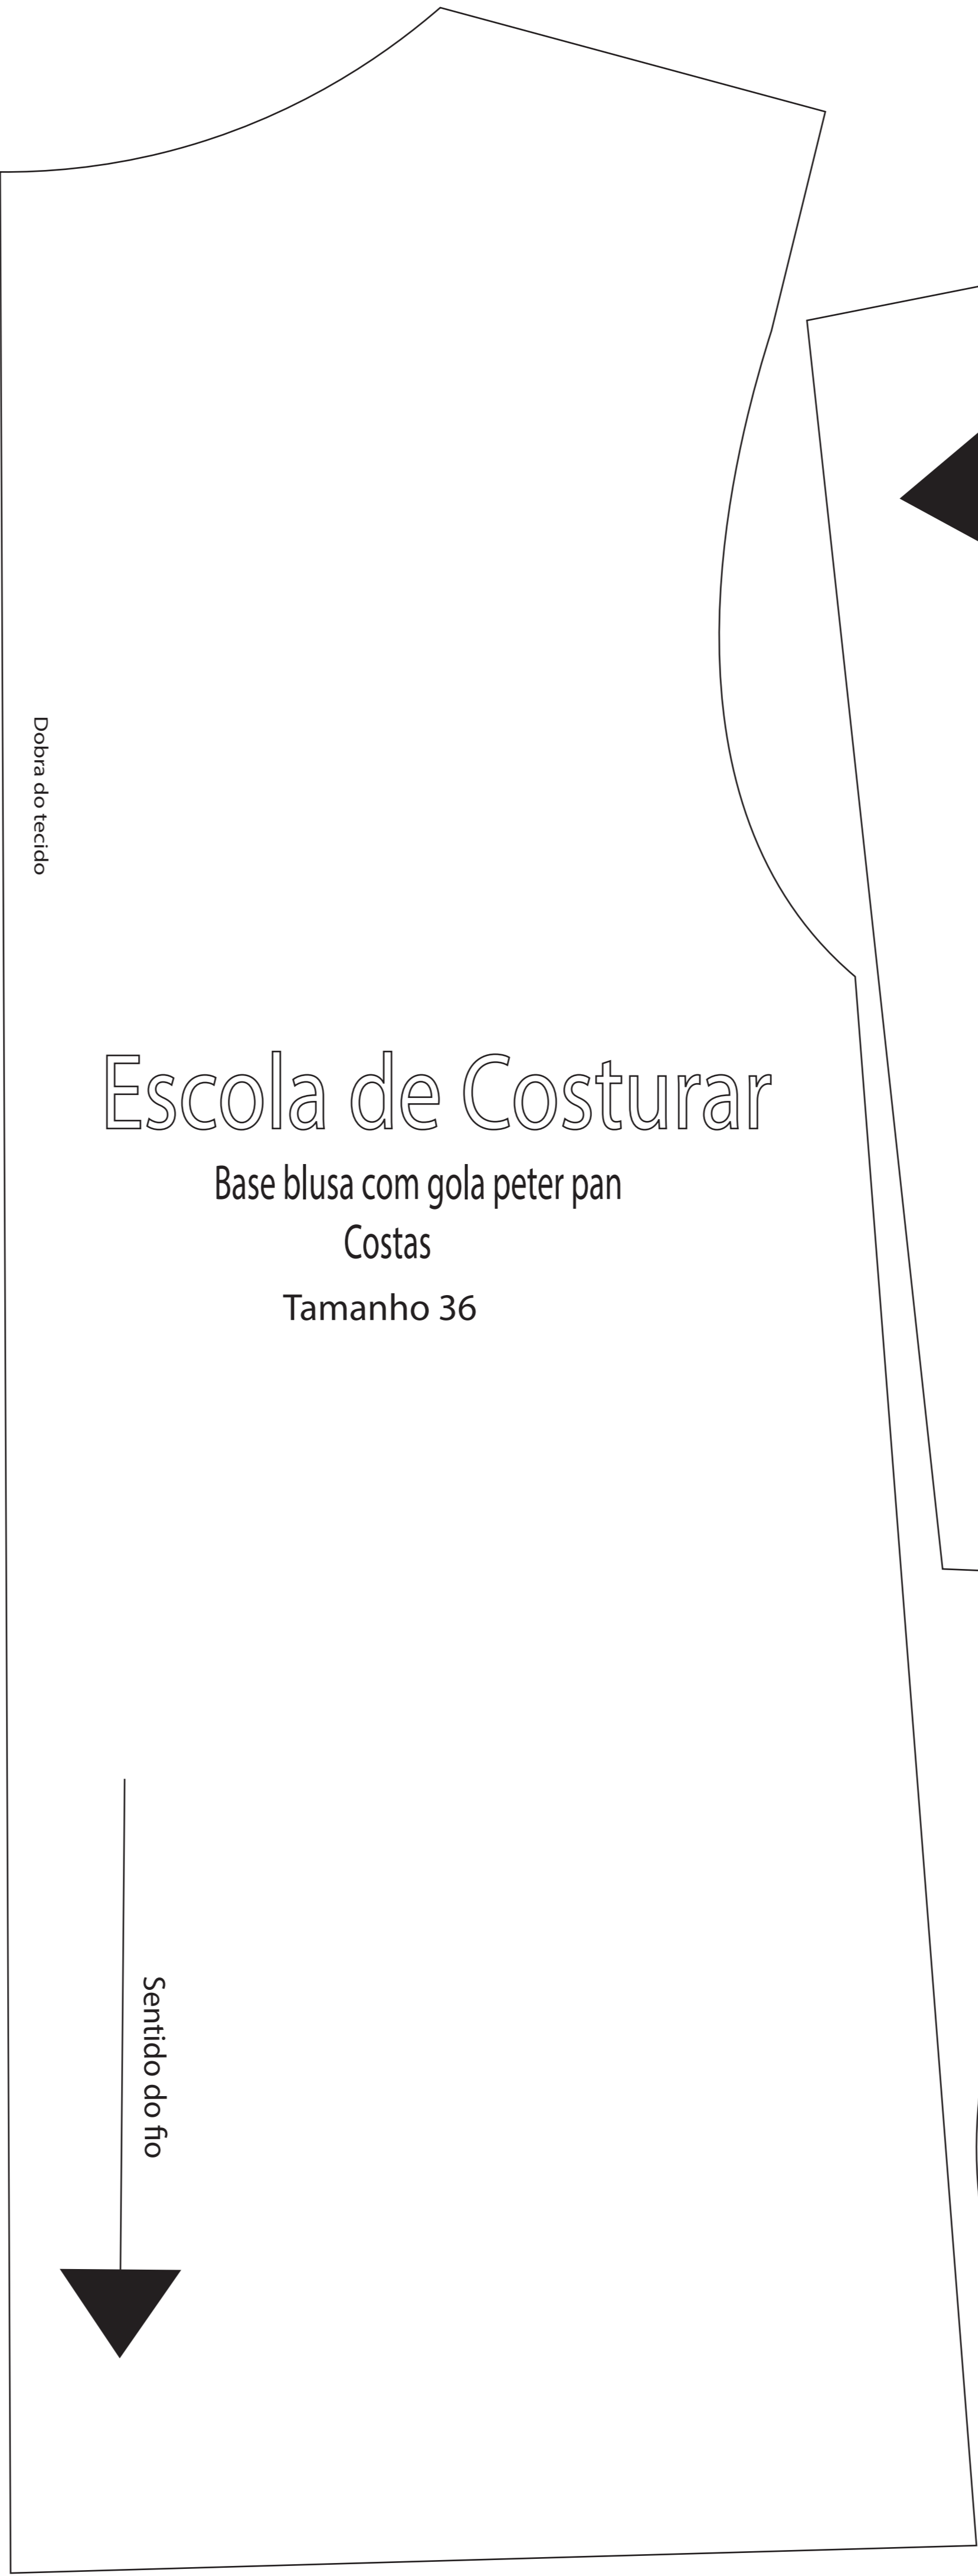 Dobra do tecido
Escola de Costurar
Base blusa com gola peter pan
Costas
Tamanho 36
Sentido do fio